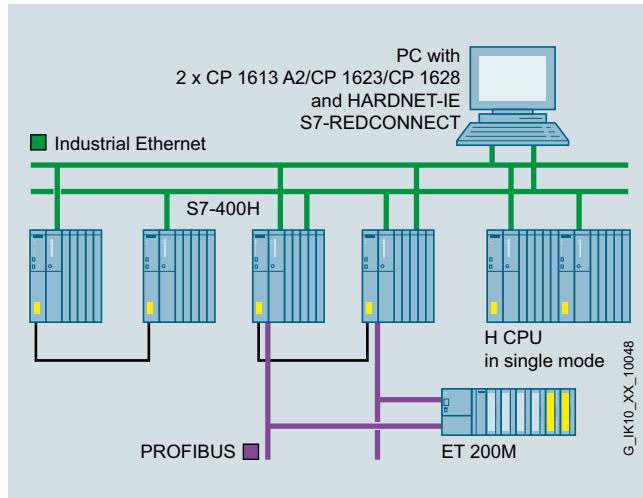 PC with
2 x CP 1613 A2/CP 1623/CP 1628
and HARDNET-IE
S7-REDCONNECT
Industrial Ethernet
S7-400H
H CPU
in single mode
PROFIBUS
ET 200M
G_IK10_XX_10048